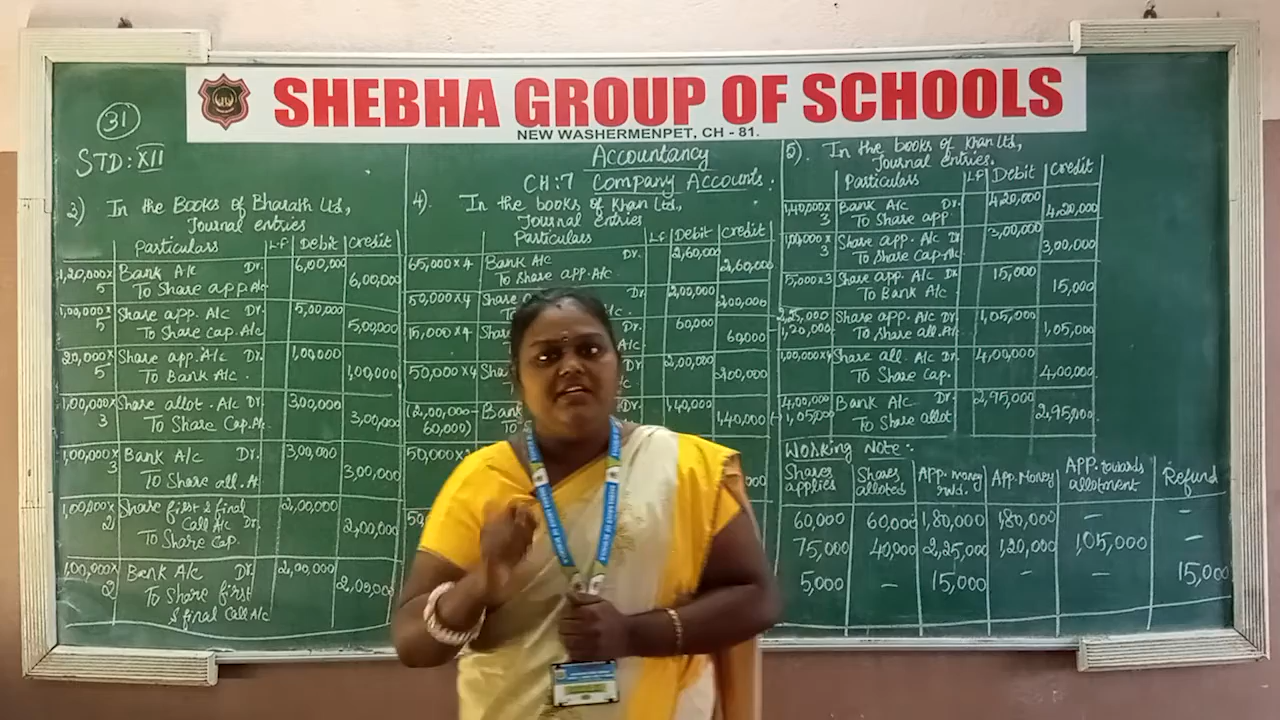 SHEBHA GROUP OF SCHOOLS
NEW WASHERMENPET, CH - 81.
31
STD: XII
Accountancy
CH:7 Company Accounts:
3) In the Books of Bharath Ltd,
Journal entries
Particulars L.F Debit Credit
1,20,000 x 5 Bank A/c Dr. 6,00,000
To Share app. A/c 6,00,000
1,00,000 x 5 Share app. A/c Dr. 5,00,000
To Share Cap. A/c 5,00,000
20,000 x 5 Share app. A/c Dr. 1,00,000
To Bank A/c. 1,00,000
1,00,000 x 3 Share allot. A/c Dr. 3,00,000
To Share Cap. A/c 3,00,000
1,00,000 x 3 Bank A/c Dr. 3,00,000
To Share all. A/c 3,00,000
1,00,000 x 2 Share first & final
Call A/c Dr. 2,00,000
To Share Cap. 2,00,000
1,00,000 x 2 Bank A/c Dr. 2,00,000
To Share first 2,00,000
& final Call A/c
4). In the books of Khan Ltd,
Journal Entries
Particulars L.F Debit Credit
65,000 x 4 Bank A/c Dr. 2,60,000
To Share app. A/c 2,60,000
50,000 x 4 Share Dr. 2,00,000
2,00,000
15,000 x 4 Dr 60,000
A/c 60,000
50,000 x 4 Dr 2,00,000
2,00,000
(2,00,000 - 60,000) Bank Dr. 1,40,000
To 1,40,000
50,000 x
5). In the books of Khan Ltd,
Journal entries.
Particulars L.F Debit Credit
1,40,000 x 3 Bank A/c Dr. 4,20,000
To Share app 4,20,000
1,00,000 x 3 Share app. A/c Dr 3,00,000
To Share Cap. A/c 3,00,000
5,000 x 3 Share app. A/c Dr 15,000
To Bank A/c 15,000
2,25,000 - 1,20,000 Share app. A/c Dr 1,05,000
To Share all. A/c 1,05,000
1,00,000 x 4 Share all. A/c Dr. 4,00,000
To Share Cap. 4,00,000
4,00,000 (-) 1,05,000 Bank A/c Dr. 2,95,000
To Share allot 2,95,000
Working Note:-
Shares applies Shares alloted App. money rvd. App. Money APP. towards allotment Refund
60,000 60,000 1,80,000 1,80,000 - -
75,000 40,000 2,25,000 1,20,000 1,05,000 -
5,000 - 15,000 - - 15,000